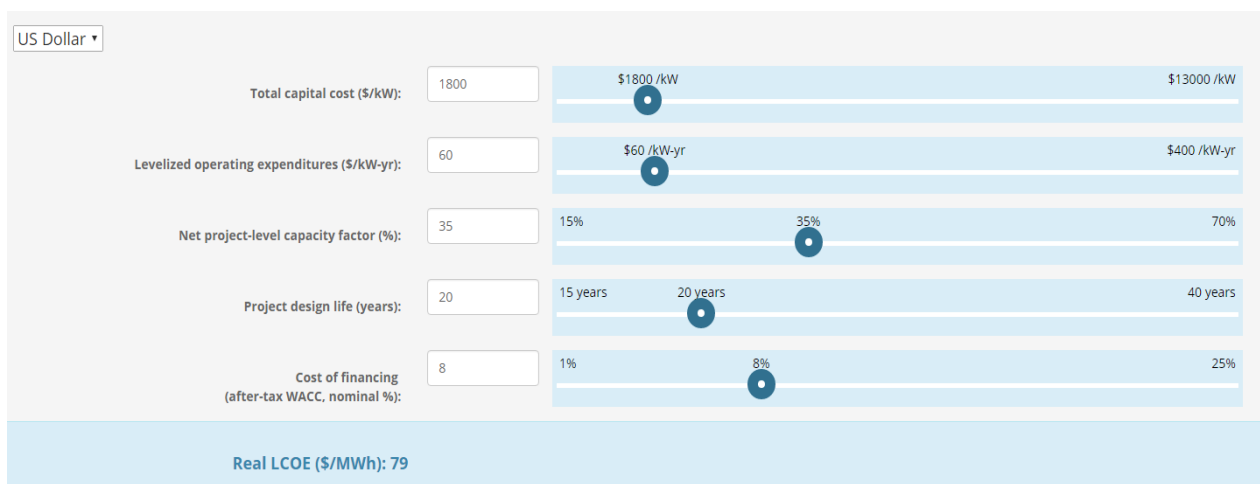 US Dollar
Total capital cost ($/kW): 1800 $1800 /kW $13000 /kW
Levelized operating expenditures ($/kW-yr): 60 $60 /kW-yr $400 /kW-yr
Net project-level capacity factor (%): 35 15% 35% 70%
Project design life (years): 20 15 years 20 years 40 years
Cost of financing 8 1% 8% 25%
(after-tax WACC, nominal %):
Real LCOE ($/MWh): 79